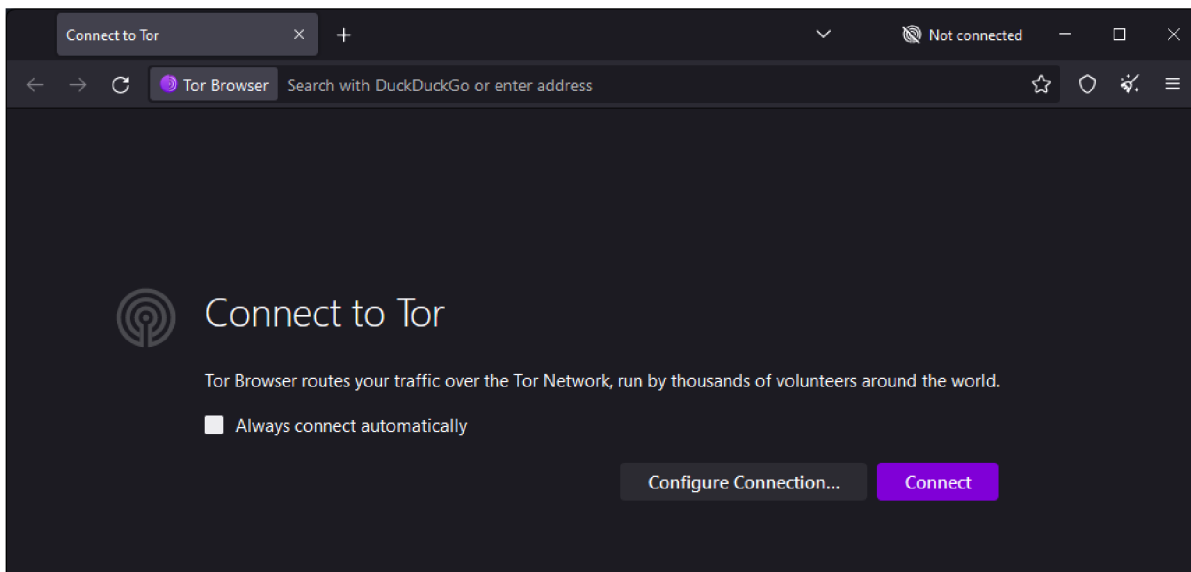 Connect to Tor
Not connected
Tor Browser Search with DuckDuckGo or enter address
Connect to Tor
Tor Browser routes your traffic over the Tor Network, run by thousands of volunteers around the world.
Always connect automatically
Configure Connection... Connect